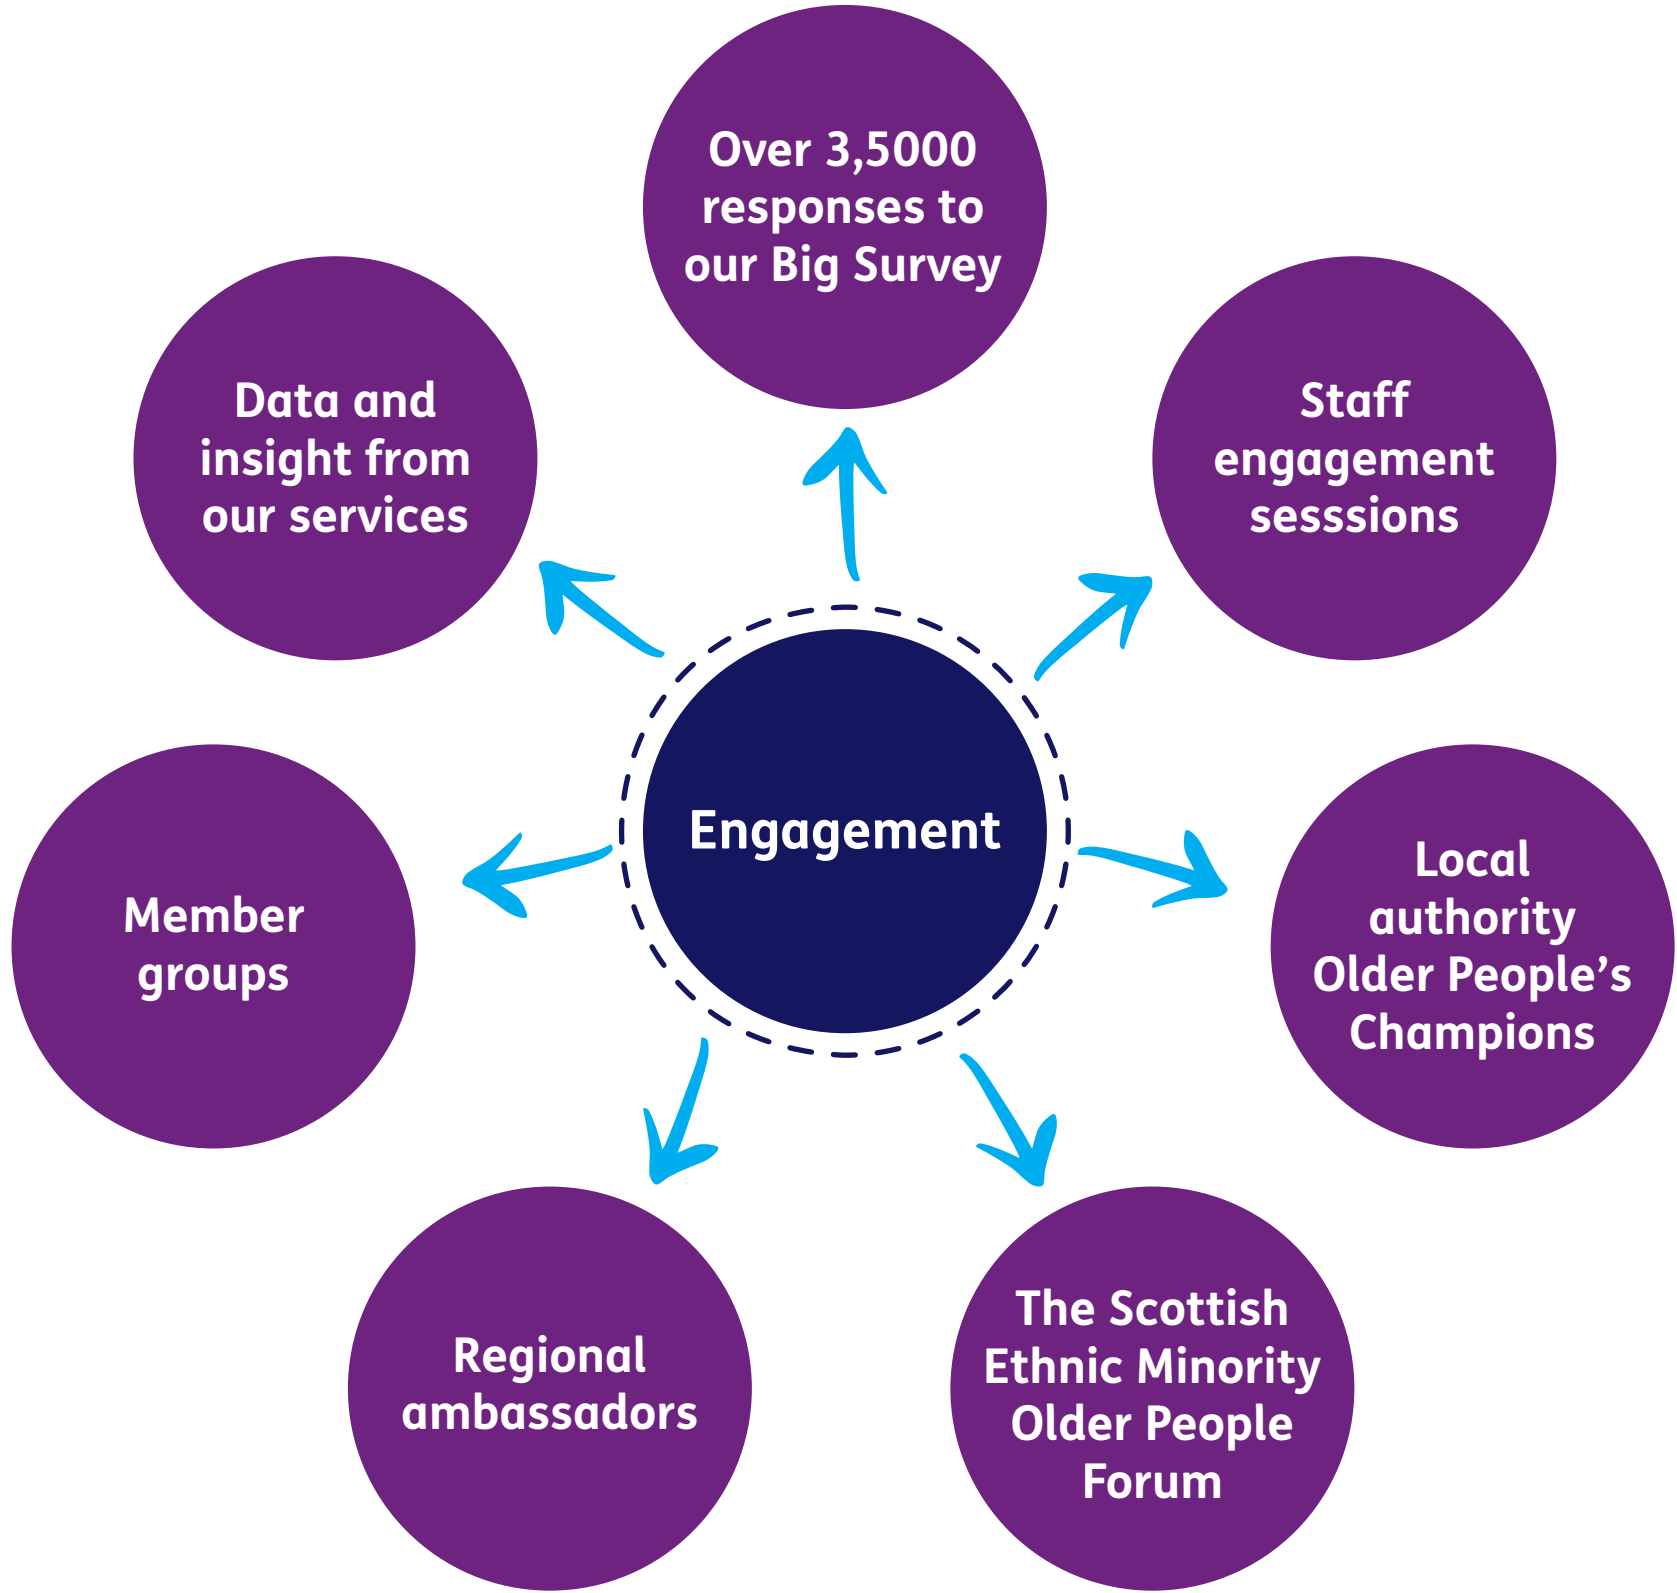 Over 3,5000
responses to
our Big Survey
Staff
engagement
sesssions
Local
authority
Older People’s
Champions
The Scottish
Ethnic Minority
Older People
Forum
Regional
ambassadors
Member
groups
Data and
insight from
our services
Engagement